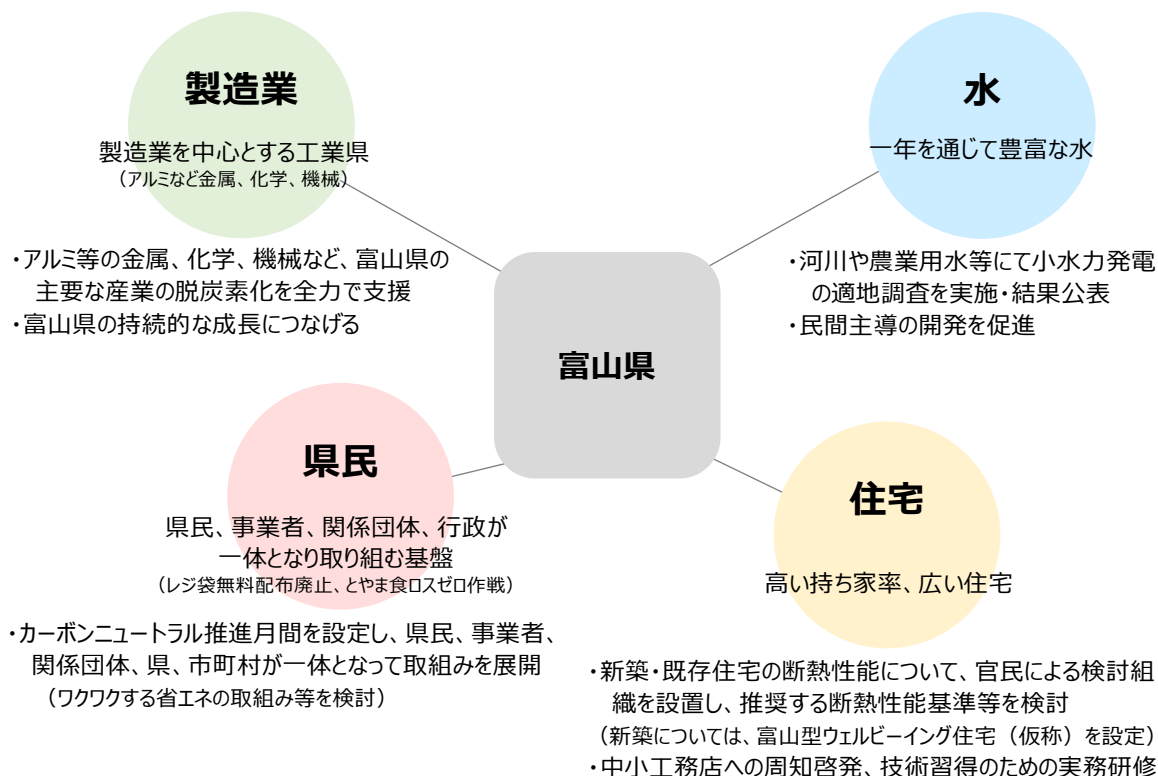 製造業
製造業を中心とする工業県
（アルミなど金属、化学、機械）
・アルミ等の金属、化学、機械など、富山県の
主要な産業の脱炭素化を全力で支援
・富山県の持続的な成長につなげる
水
一年を通じて豊富な水
・河川や農業用水等にて小水力発電
の適地調査を実施・結果公表
・民間主導の開発を促進
富山県
県民
県民、事業者、関係団体、行政が
一体となり取り組む基盤
（レジ袋無料配布廃止、とやま食ロスゼロ作戦）
・カーボンニュートラル推進月間を設定し、県民、事業者、
関係団体、県、市町村が一体となって取組みを展開
（ワクワクする省エネの取組み等を検討）
住宅
高い持ち家率、広い住宅
・新築・既存住宅の断熱性能について、官民による検討組
織を設置し、推奨する断熱性能基準等を検討
（新築については、富山型ウェルビーイング住宅（仮称）を設定）
・中小工務店への周知啓発、技術習得のための実務研修